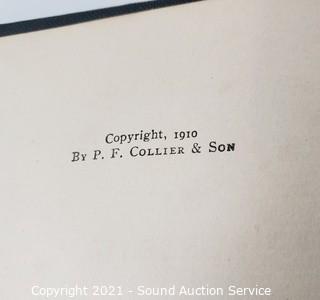 Copyright, 1910
By P. F. Collier & Son
Copyright 2021 - Sound Auction Service